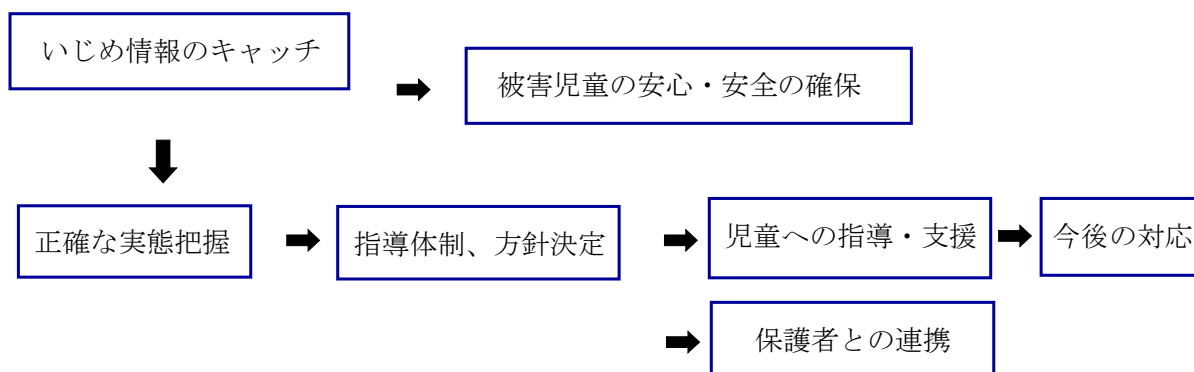 いじめ情報のキャッチ
被害児童の安心・安全の確保
正確な実態把握
指導体制、方針決定
児童への指導・支援
今後の対応
保護者との連携